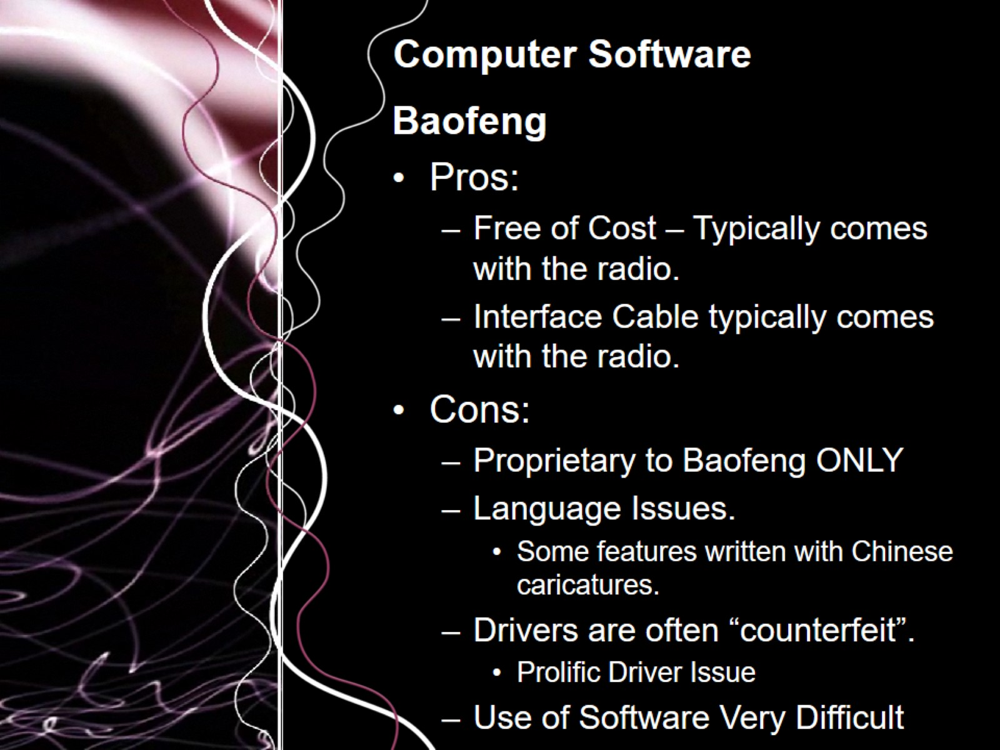 Computer Software
Baofeng
• Pros:
– Free of Cost – Typically comes
with the radio.
– Interface Cable typically comes
with the radio.
• Cons:
– Proprietary to Baofeng ONLY
– Language Issues.
• Some features written with Chinese
caricatures.
– Drivers are often “counterfeit”.
• Prolific Driver Issue
– Use of Software Very Difficult